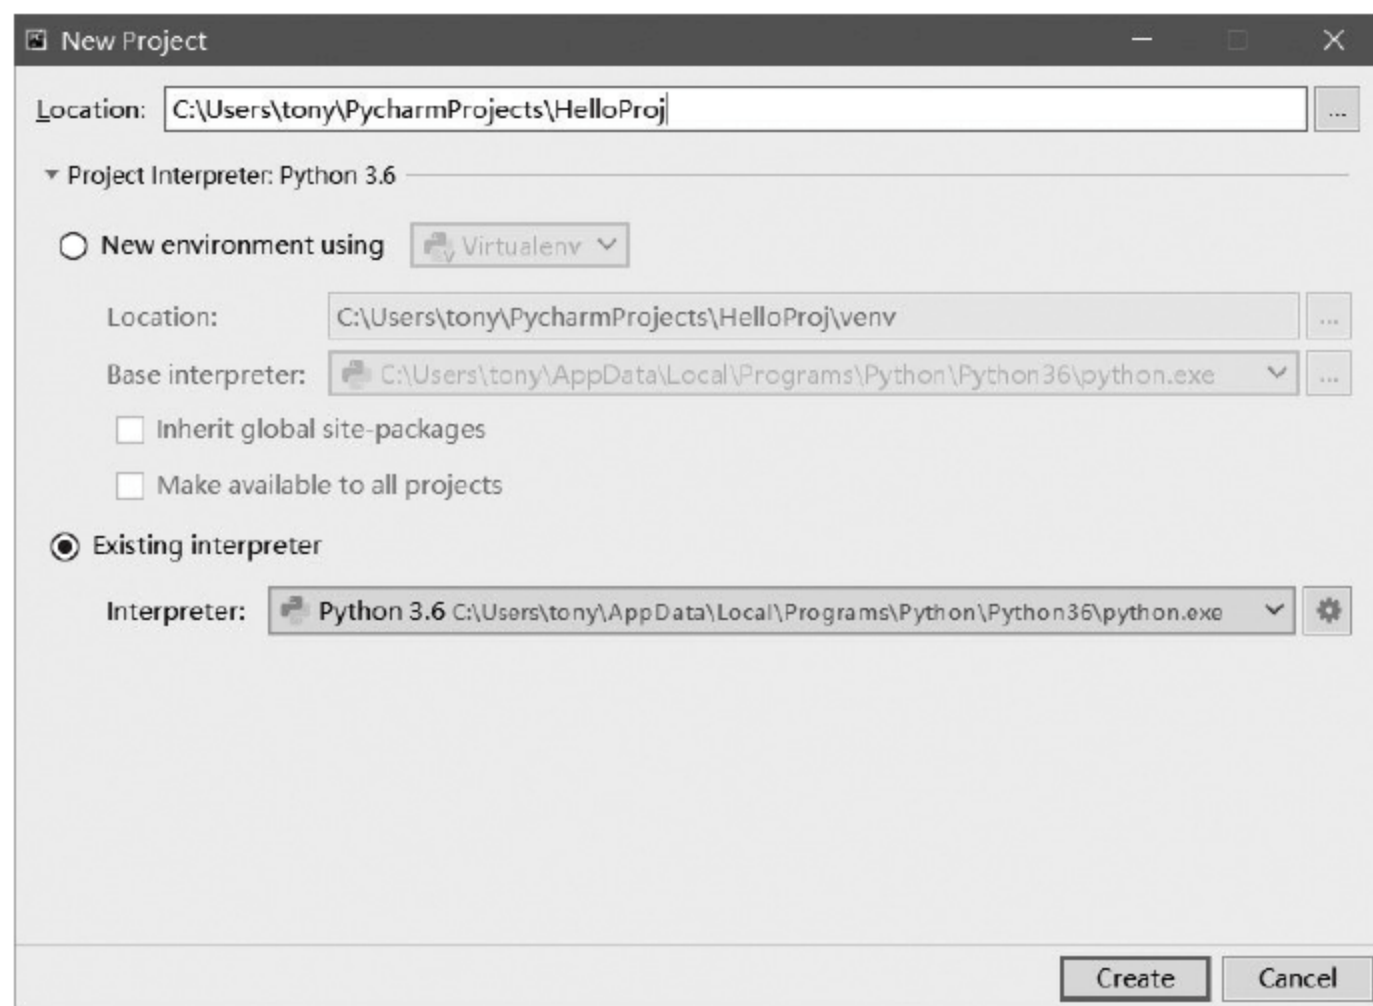 New Project
Location: C:\Users\tony\PycharmProjects\HelloProj ...
Project Interpreter: Python 3.6
New environment using Virtualenv
Location: C:\Users\tony\PycharmProjects\HelloProj\venv ...
Base interpreter: C:\Users\tony\AppData\Local\Programs\Python\Python36\python.exe ...
Inherit global site-packages
Make available to all projects
Existing interpreter
Interpreter: Python 3.6 C:\Users\tony\AppData\Local\Programs\Python\Python36\python.exe
Create Cancel